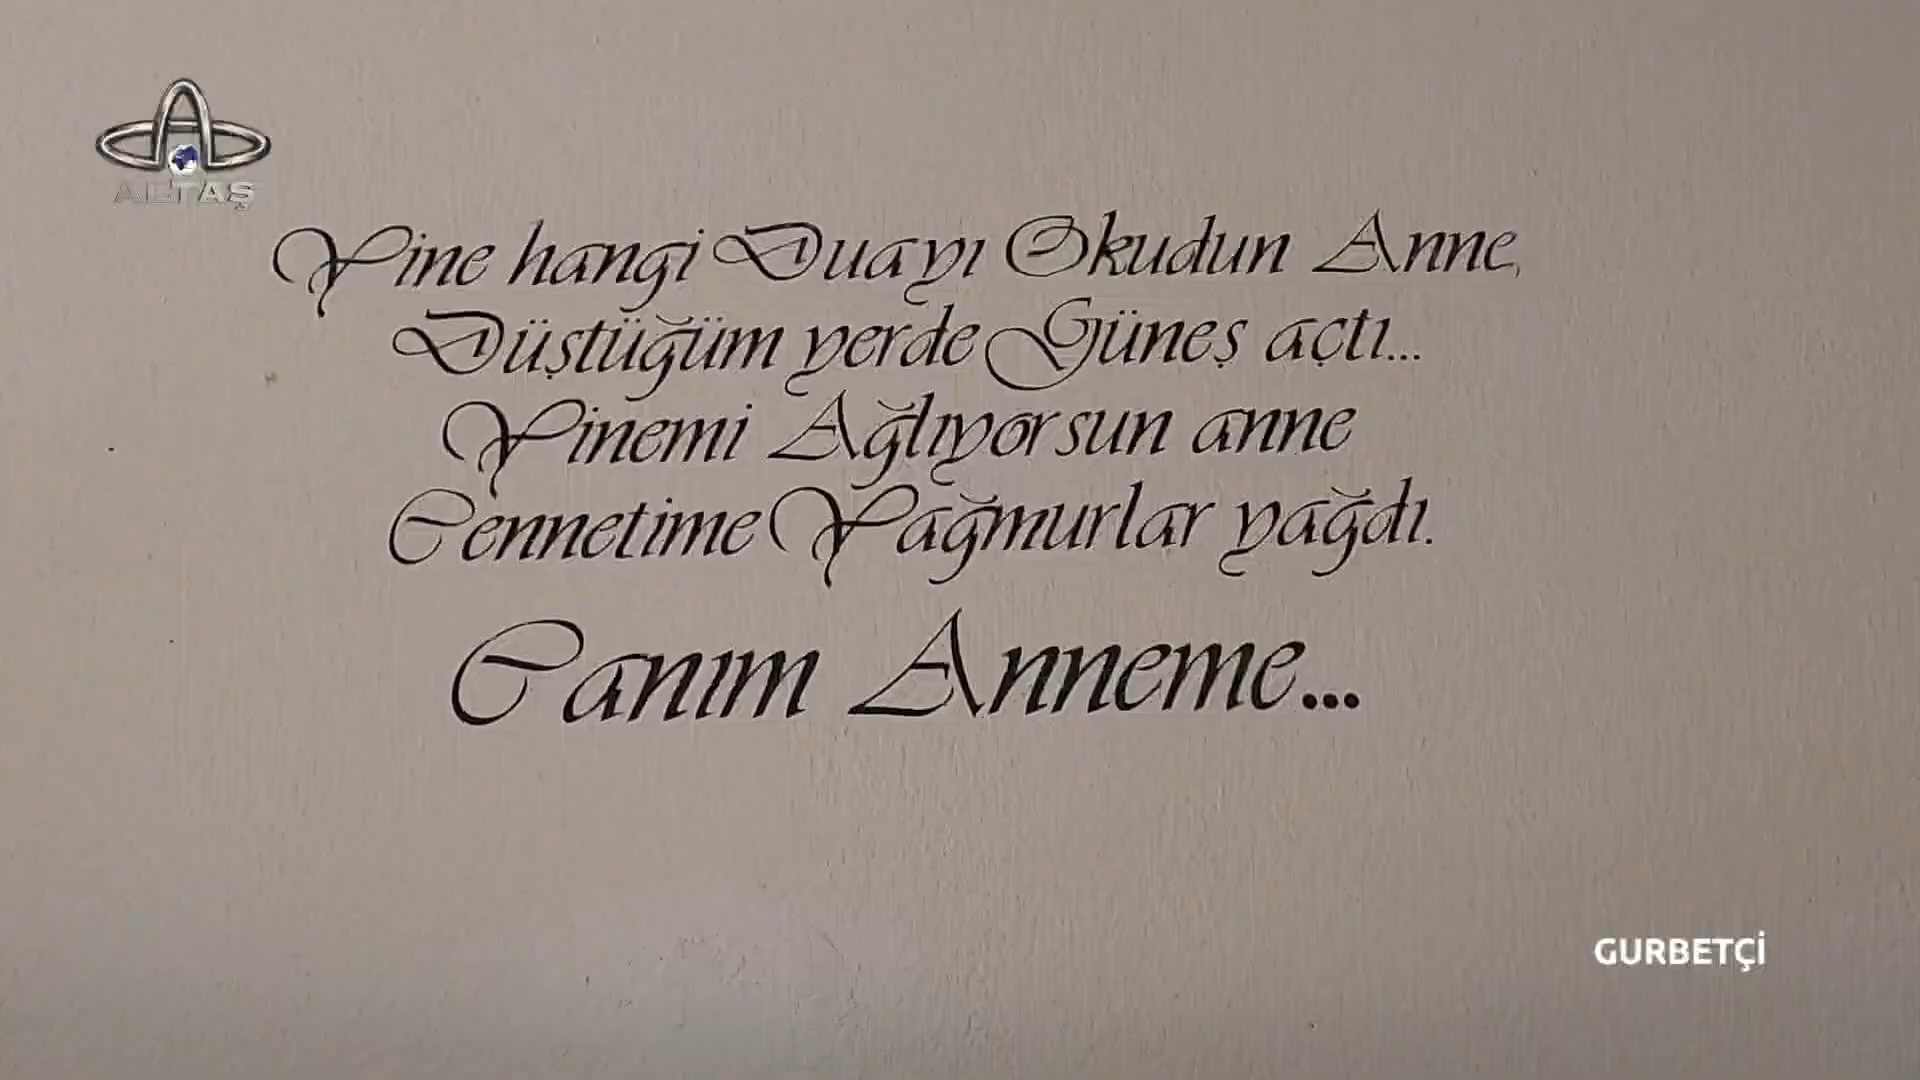 ALTAŞ
Yine hangi Duayı Okudun Anne,
Düştüğüm yerde Güneş açtı...
Yinemi Ağlıyorsun anne
Cennetime Yağmurlar yağdı.
Canım Anneme...
GURBETÇİ